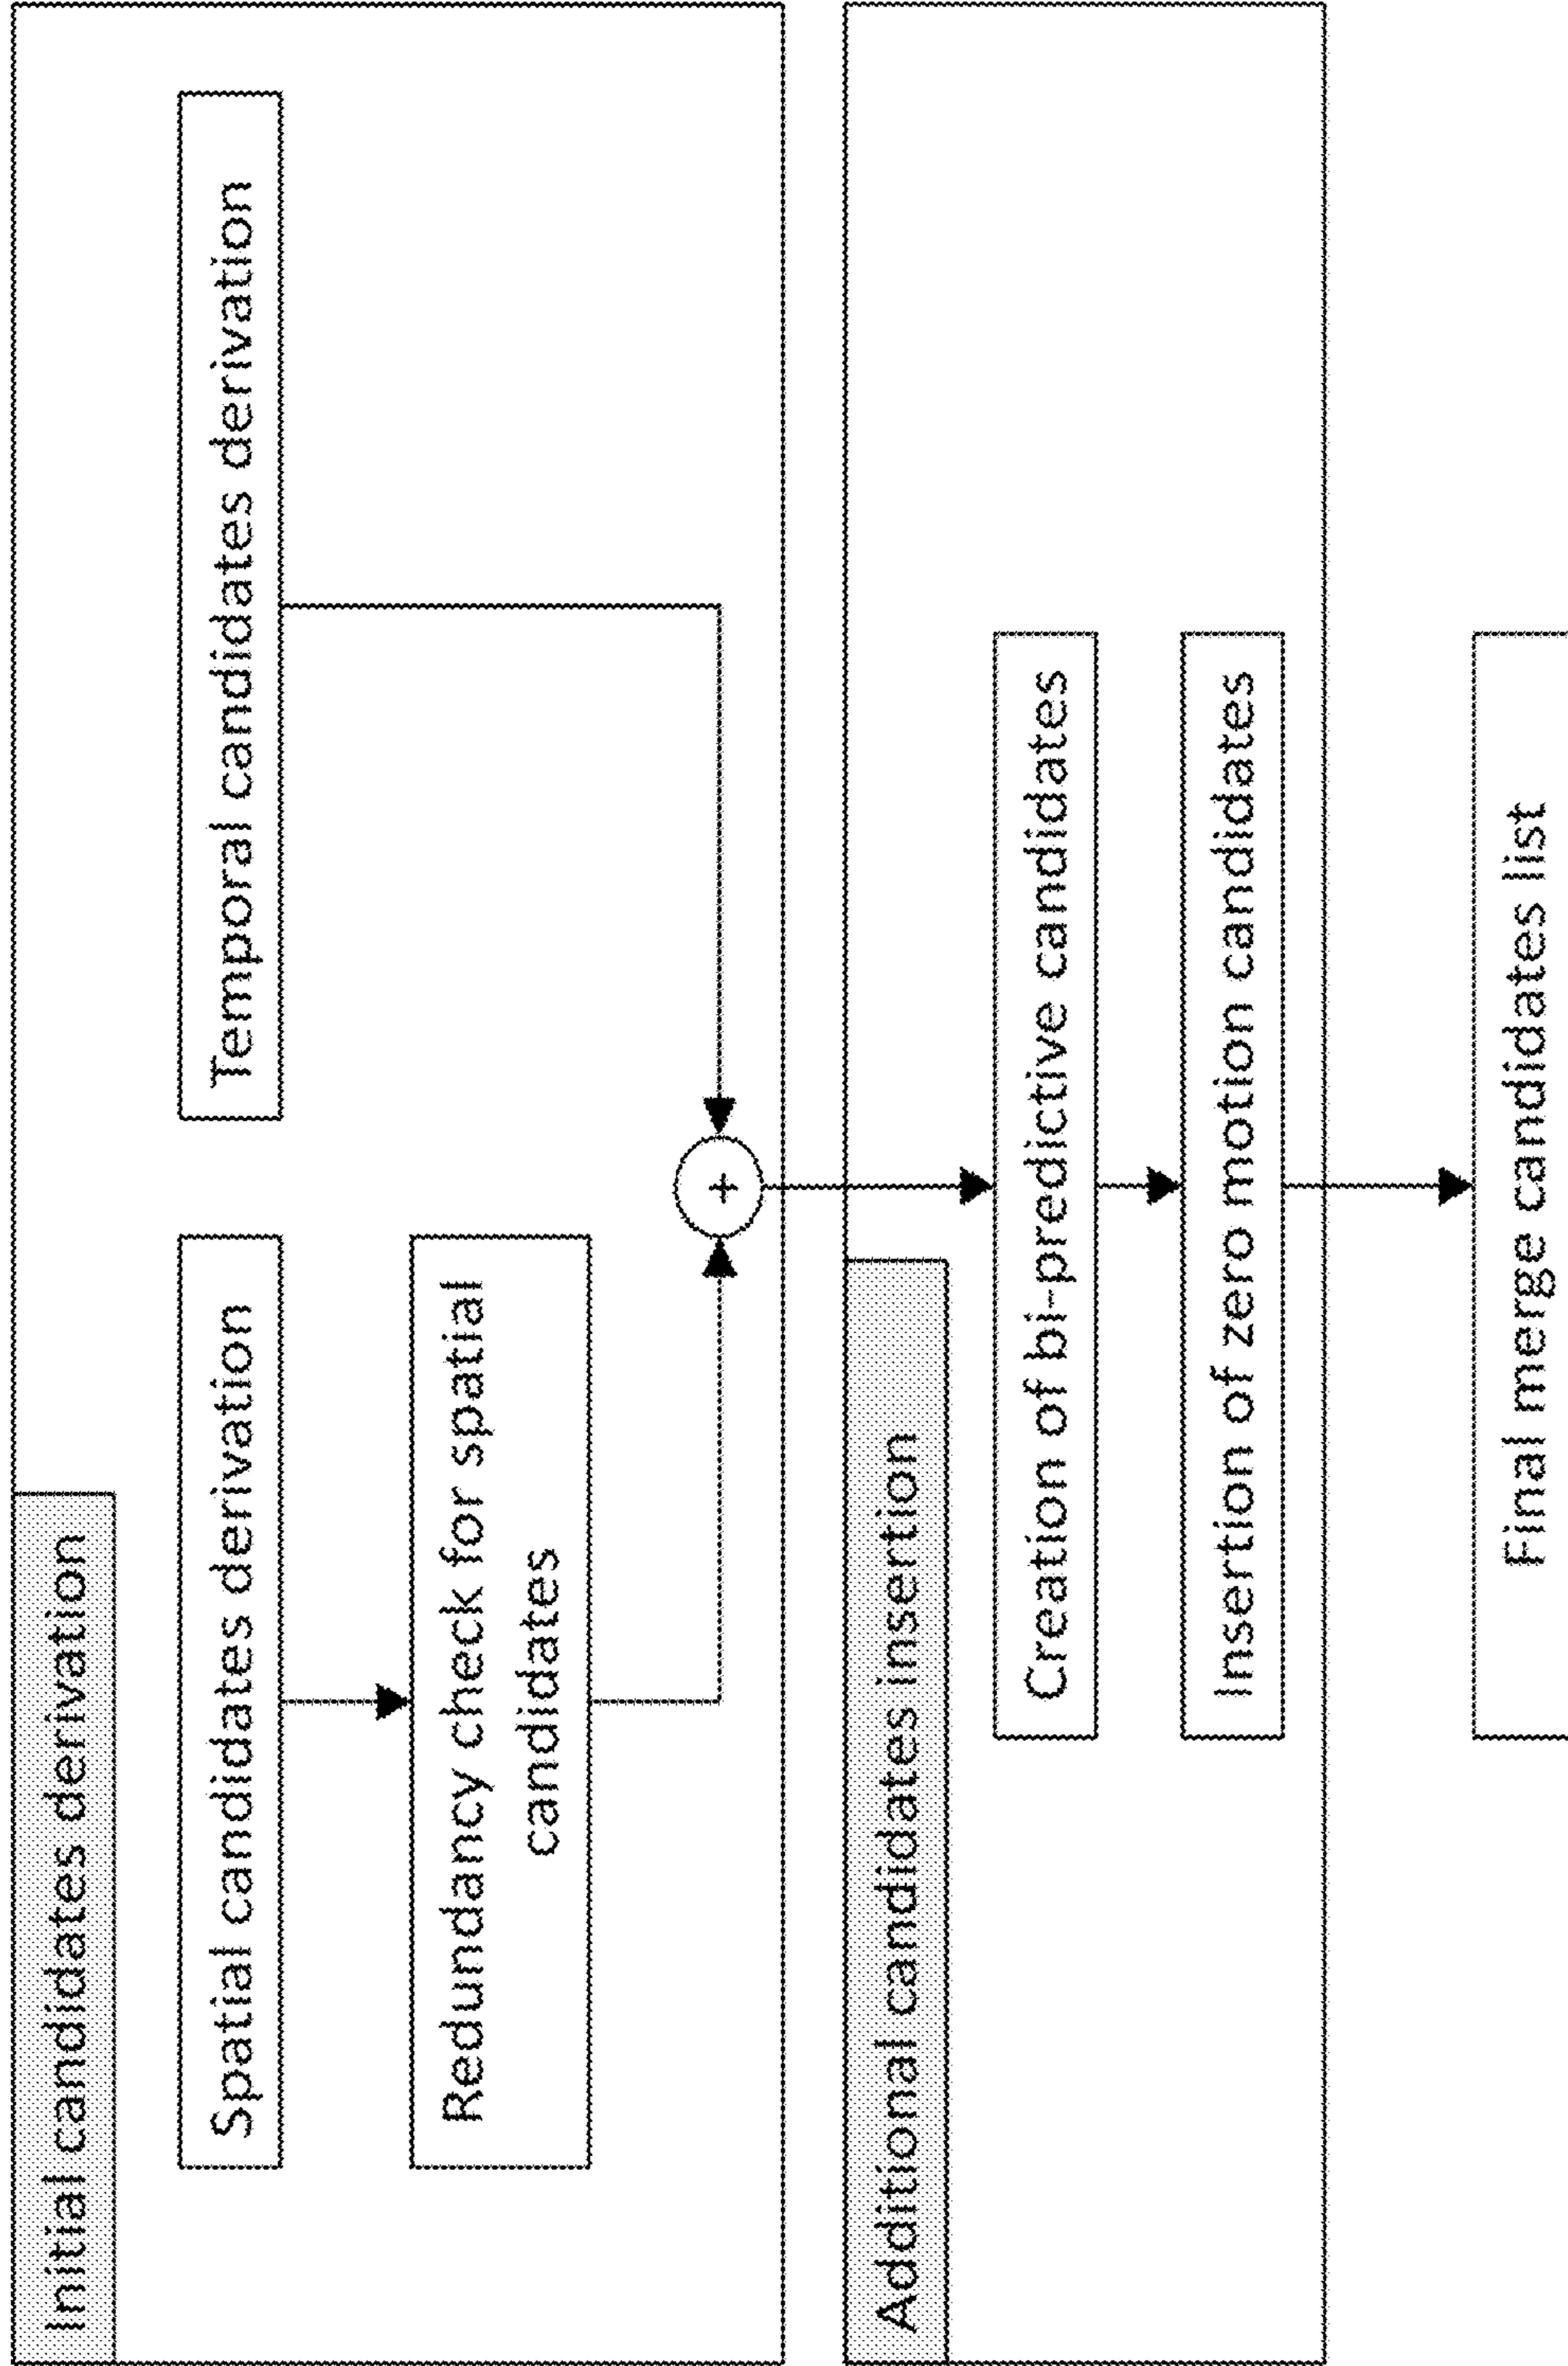 Initial candidates derivation
Spatial candidates derivation
Temporal candidates derivation
Redundancy check for spatial
candidates
+
Additional candidates insertion
Creation of bi-predictive candidates
Insertion of zero motion candidates
Final merge candidates list